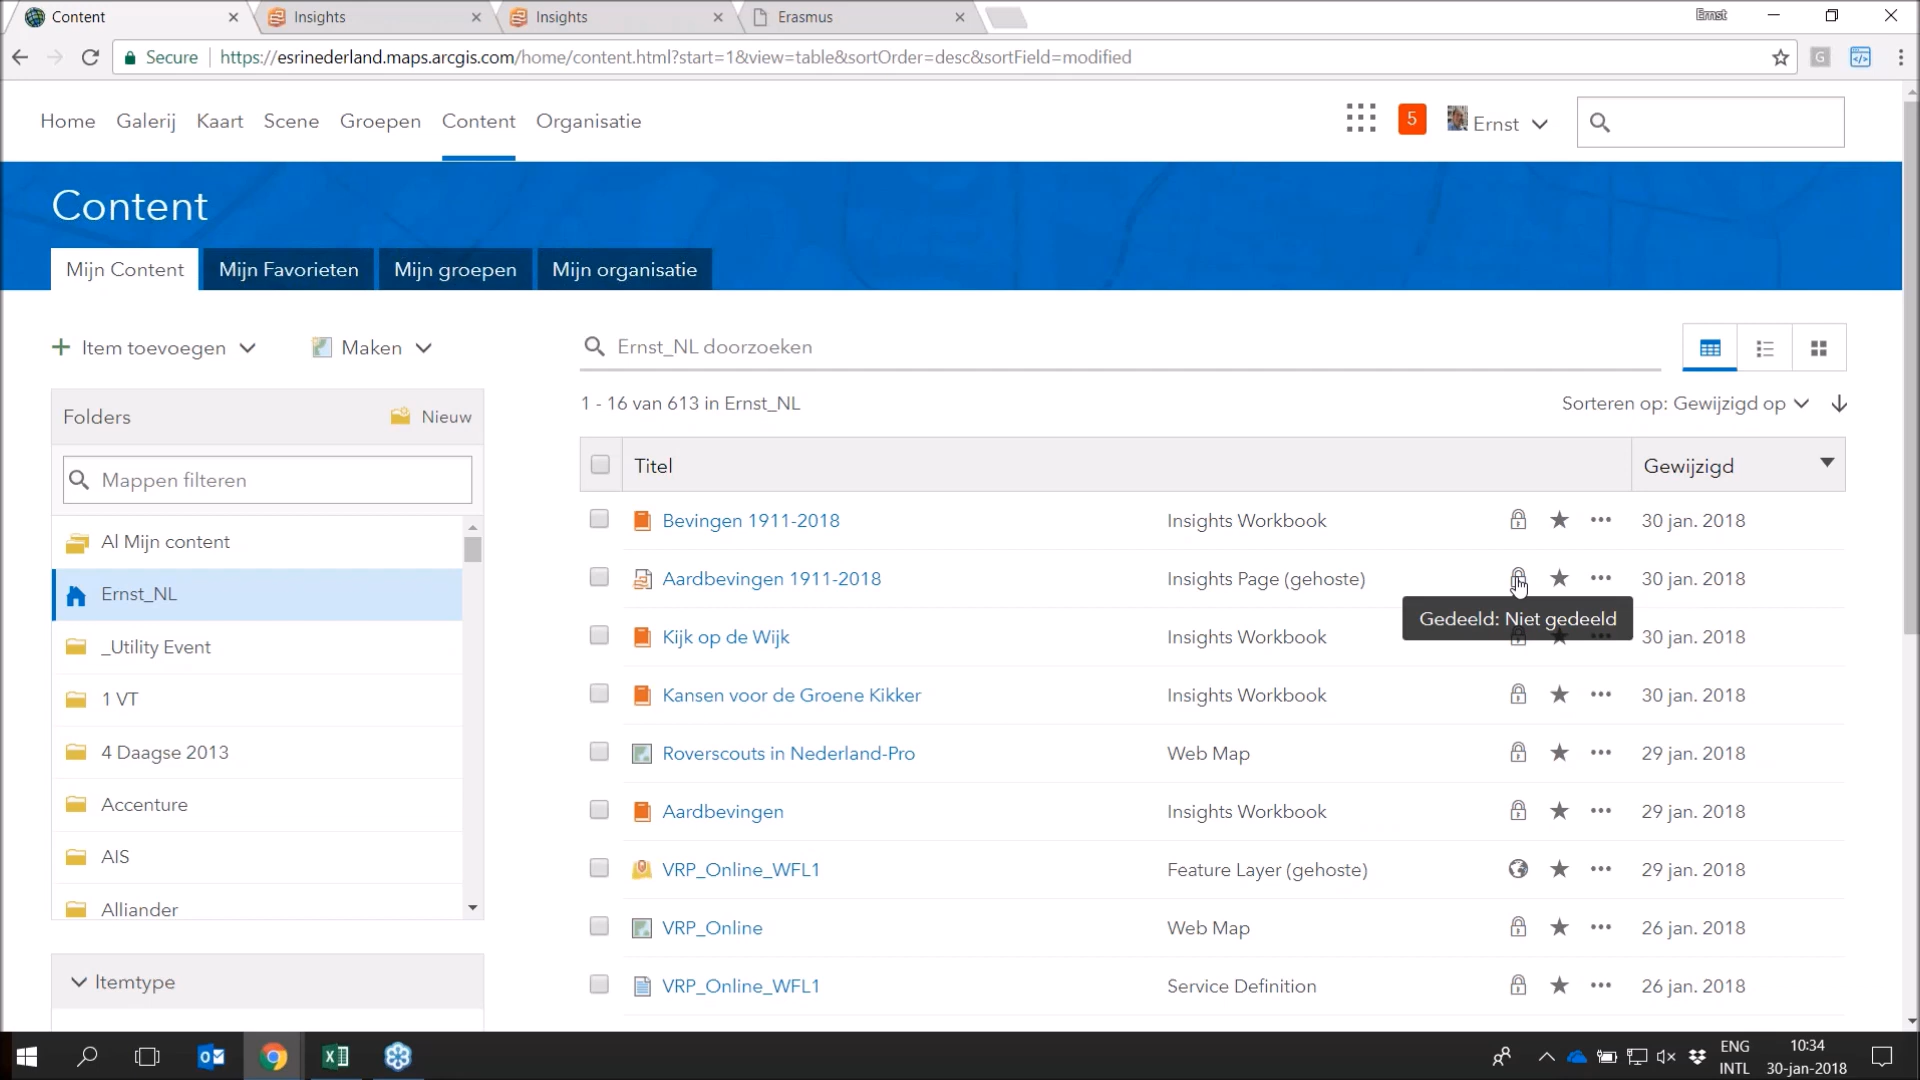 Content
Insights
Insights
Erasmus
Ernst
Secure
https://esrinederland.maps.arcgis.com/home/content.html?start=1&view=table&sortOrder=desc&sortField=modified
G
Home Galerij Kaart Scene Groepen Content Organisatie
5
Ernst
Content
Mijn Content
Mijn Favorieten
Mijn groepen
Mijn organisatie
Item toevoegen
Maken
Ernst_NL doorzoeken
1 - 16 van 613 in Ernst_NL
Sorteren op: Gewijzigd op
Folders
Nieuw
Mappen filteren
Al Mijn content
Ernst_NL
_Utility Event
1 VT
4 Daagse 2013
Accenture
AIS
Alliander
Itemtype
Titel Gewijzigd
Bevingen 1911-2018 Insights Workbook 30 jan. 2018
Aardbevingen 1911-2018 Insights Page (gehoste) 30 jan. 2018
Gedeeld: Niet gedeeld
Kijk op de Wijk Insights Workbook 30 jan. 2018
Kansen voor de Groene Kikker Insights Workbook 30 jan. 2018
Roverscouts in Nederland-Pro Web Map 29 jan. 2018
Aardbevingen Insights Workbook 29 jan. 2018
VRP_Online_WFL1 Feature Layer (gehoste) 29 jan. 2018
VRP_Online Web Map 26 jan. 2018
VRP_Online_WFL1 Service Definition 26 jan. 2018
ENG
INTL
10:34
30-jan-2018